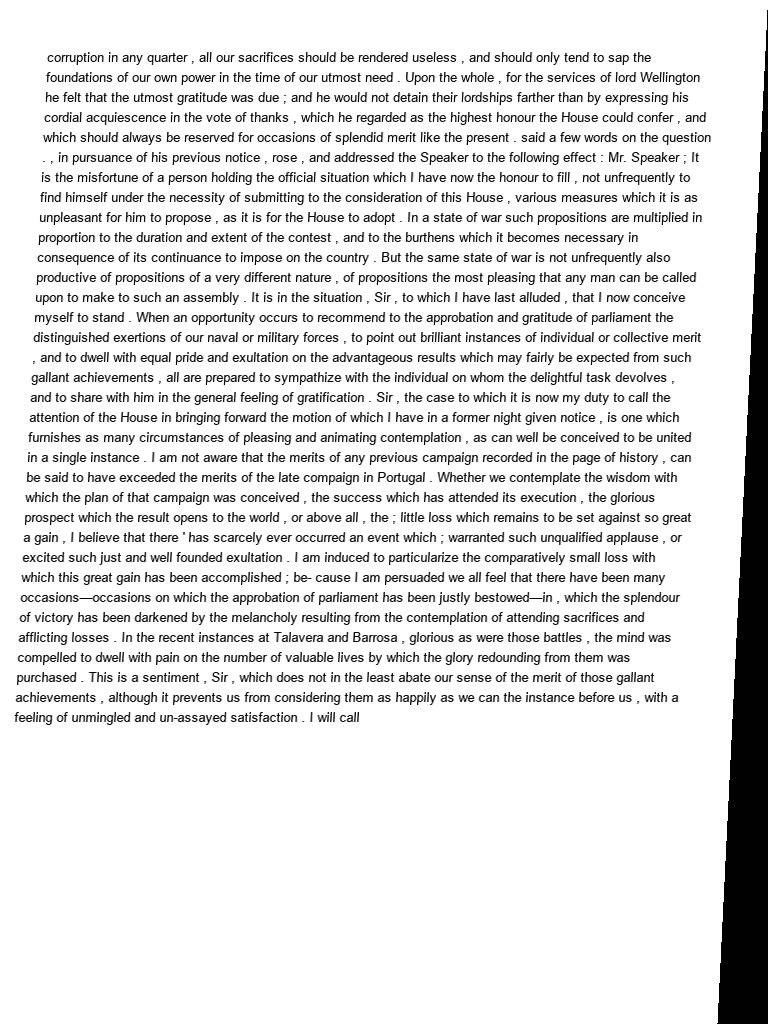 corruption in any quarter , all our sacrifices should be rendered useless , and should only tend to sap the
foundations of our own power in the time of our utmost need . Upon the whole , for the services of lord Wellington
he felt that the utmost gratitude was due ; and he would not detain their lordships farther than by expressing his
cordial acquiescence in the vote of thanks , which he regarded as the highest honour the House could confer , and
which should always be reserved for occasions of splendid merit like the present . said a few words on the question
. , in pursuance of his previous notice , rose , and addressed the Speaker to the following effect : Mr. Speaker ; It
is the misfortune of a person holding the official situation which I have now the honour to fill , not unfrequently to
find himself under the necessity of submitting to the consideration of this House , various measures which it is as
unpleasant for him to propose , as it is for the House to adopt . In a state of war such propositions are multiplied in
proportion to the duration and extent of the contest , and to the burthens which it becomes necessary in
consequence of its continuance to impose on the country . But the same state of war is not unfrequently also
productive of propositions of a very different nature , of propositions the most pleasing that any man can be called
upon to make to such an assembly . It is in the situation , Sir , to which I have last alluded , that I now conceive
myself to stand . When an opportunity occurs to recommend to the approbation and gratitude of parliament the
distinguished exertions of our naval or military forces , to point out brilliant instances of individual or collective merit
, and to dwell with equal pride and exultation on the advantageous results which may fairly be expected from such
gallant achievements , all are prepared to sympathize with the individual on whom the delightful task devolves ,
and to share with him in the general feeling of gratification . Sir , the case to which it is now my duty to call the
attention of the House in bringing forward the motion of which I have in a former night given notice , is one which
furnishes as many circumstances of pleasing and animating contemplation , as can well be conceived to be united
in a single instance . I am not aware that the merits of any previous campaign recorded in the page of history , can
be said to have exceeded the merits of the late compaign in Portugal . Whether we contemplate the wisdom with
which the plan of that campaign was conceived , the success which has attended its execution , the glorious
prospect which the result opens to the world , or above all , the ; little loss which remains to be set against so great
a gain , I believe that there ' has scarcely ever occurred an event which ; warranted such unqualified applause , or
excited such just and well founded exultation . I am induced to particularize the comparatively small loss with
which this great gain has been accomplished ; be- cause I am persuaded we all feel that there have been many
occasions—occasions on which the approbation of parliament has been justly bestowed—in , which the splendour
of victory has been darkened by the melancholy resulting from the contemplation of attending sacrifices and
afflicting losses . In the recent instances at Talavera and Barrosa , glorious as were those battles , the mind was
compelled to dwell with pain on the number of valuable lives by which the glory redounding from them was
purchased . This is a sentiment , Sir , which does not in the least abate our sense of the merit of those gallant
achievements , although it prevents us from considering them as happily as we can the instance before us , with a
feeling of unmingled and un-assayed satisfaction . I will call